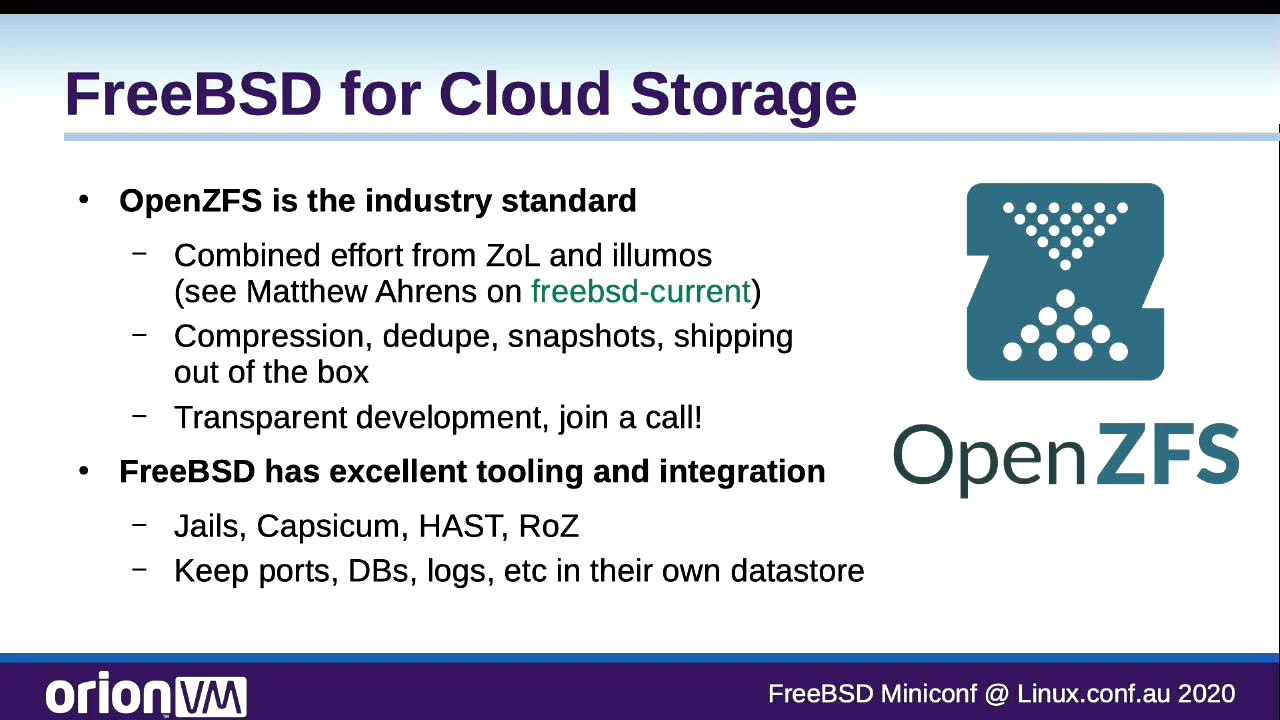 FreeBSD for Cloud Storage
• OpenZFS is the industry standard
– Combined effort from ZoL and illumos
(see Matthew Ahrens on freebsd-current)
– Compression, dedupe, snapshots, shipping
out of the box
– Transparent development, join a call!
• FreeBSD has excellent tooling and integration
– Jails, Capsicum, HAST, RoZ
– Keep ports, DBs, logs, etc in their own datastore
OpenZFS
orionVM
FreeBSD Miniconf @ Linux.conf.au 2020